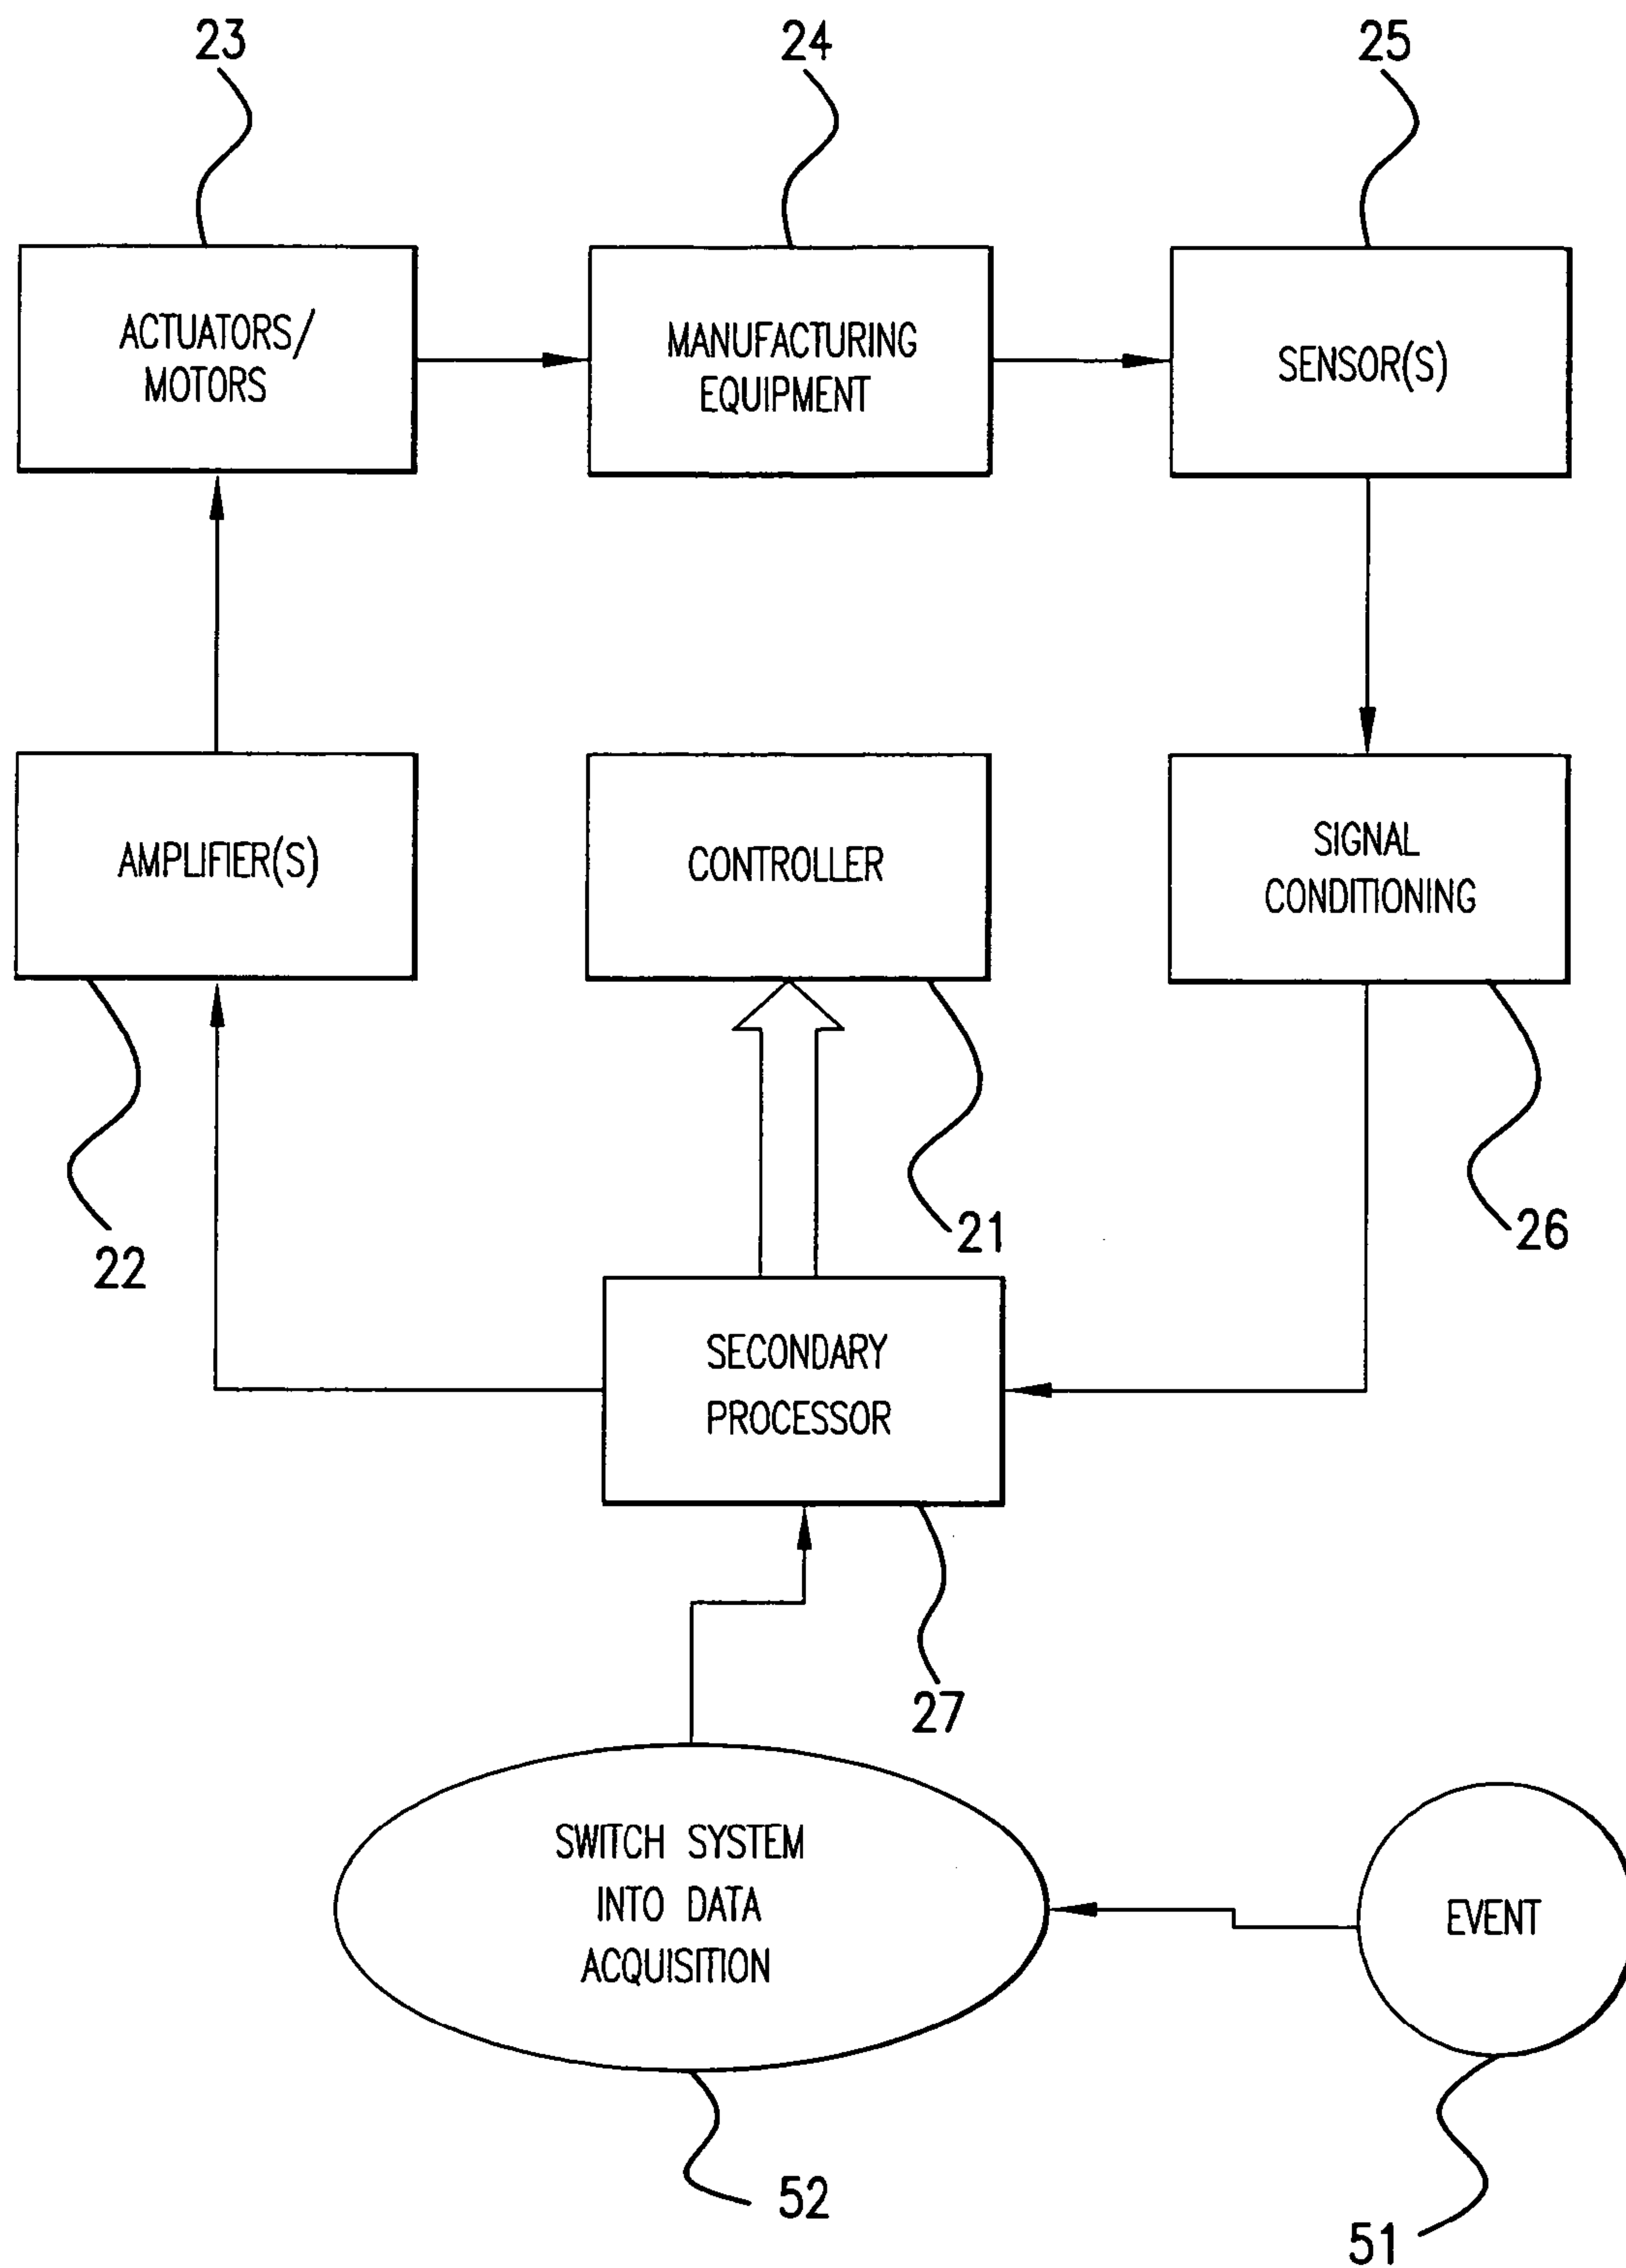 23
24
25
ACTUATORS/
MOTORS
MANUFACTURING
EQUIPMENT
SENSOR(S)
AMPLIFIER(S)
CONTROLLER
SIGNAL
CONDITIONING
22
21
26
SECONDARY
PROCESSOR
27
SWITCH SYSTEM
INTO DATA
ACQUISITION
EVENT
52
51